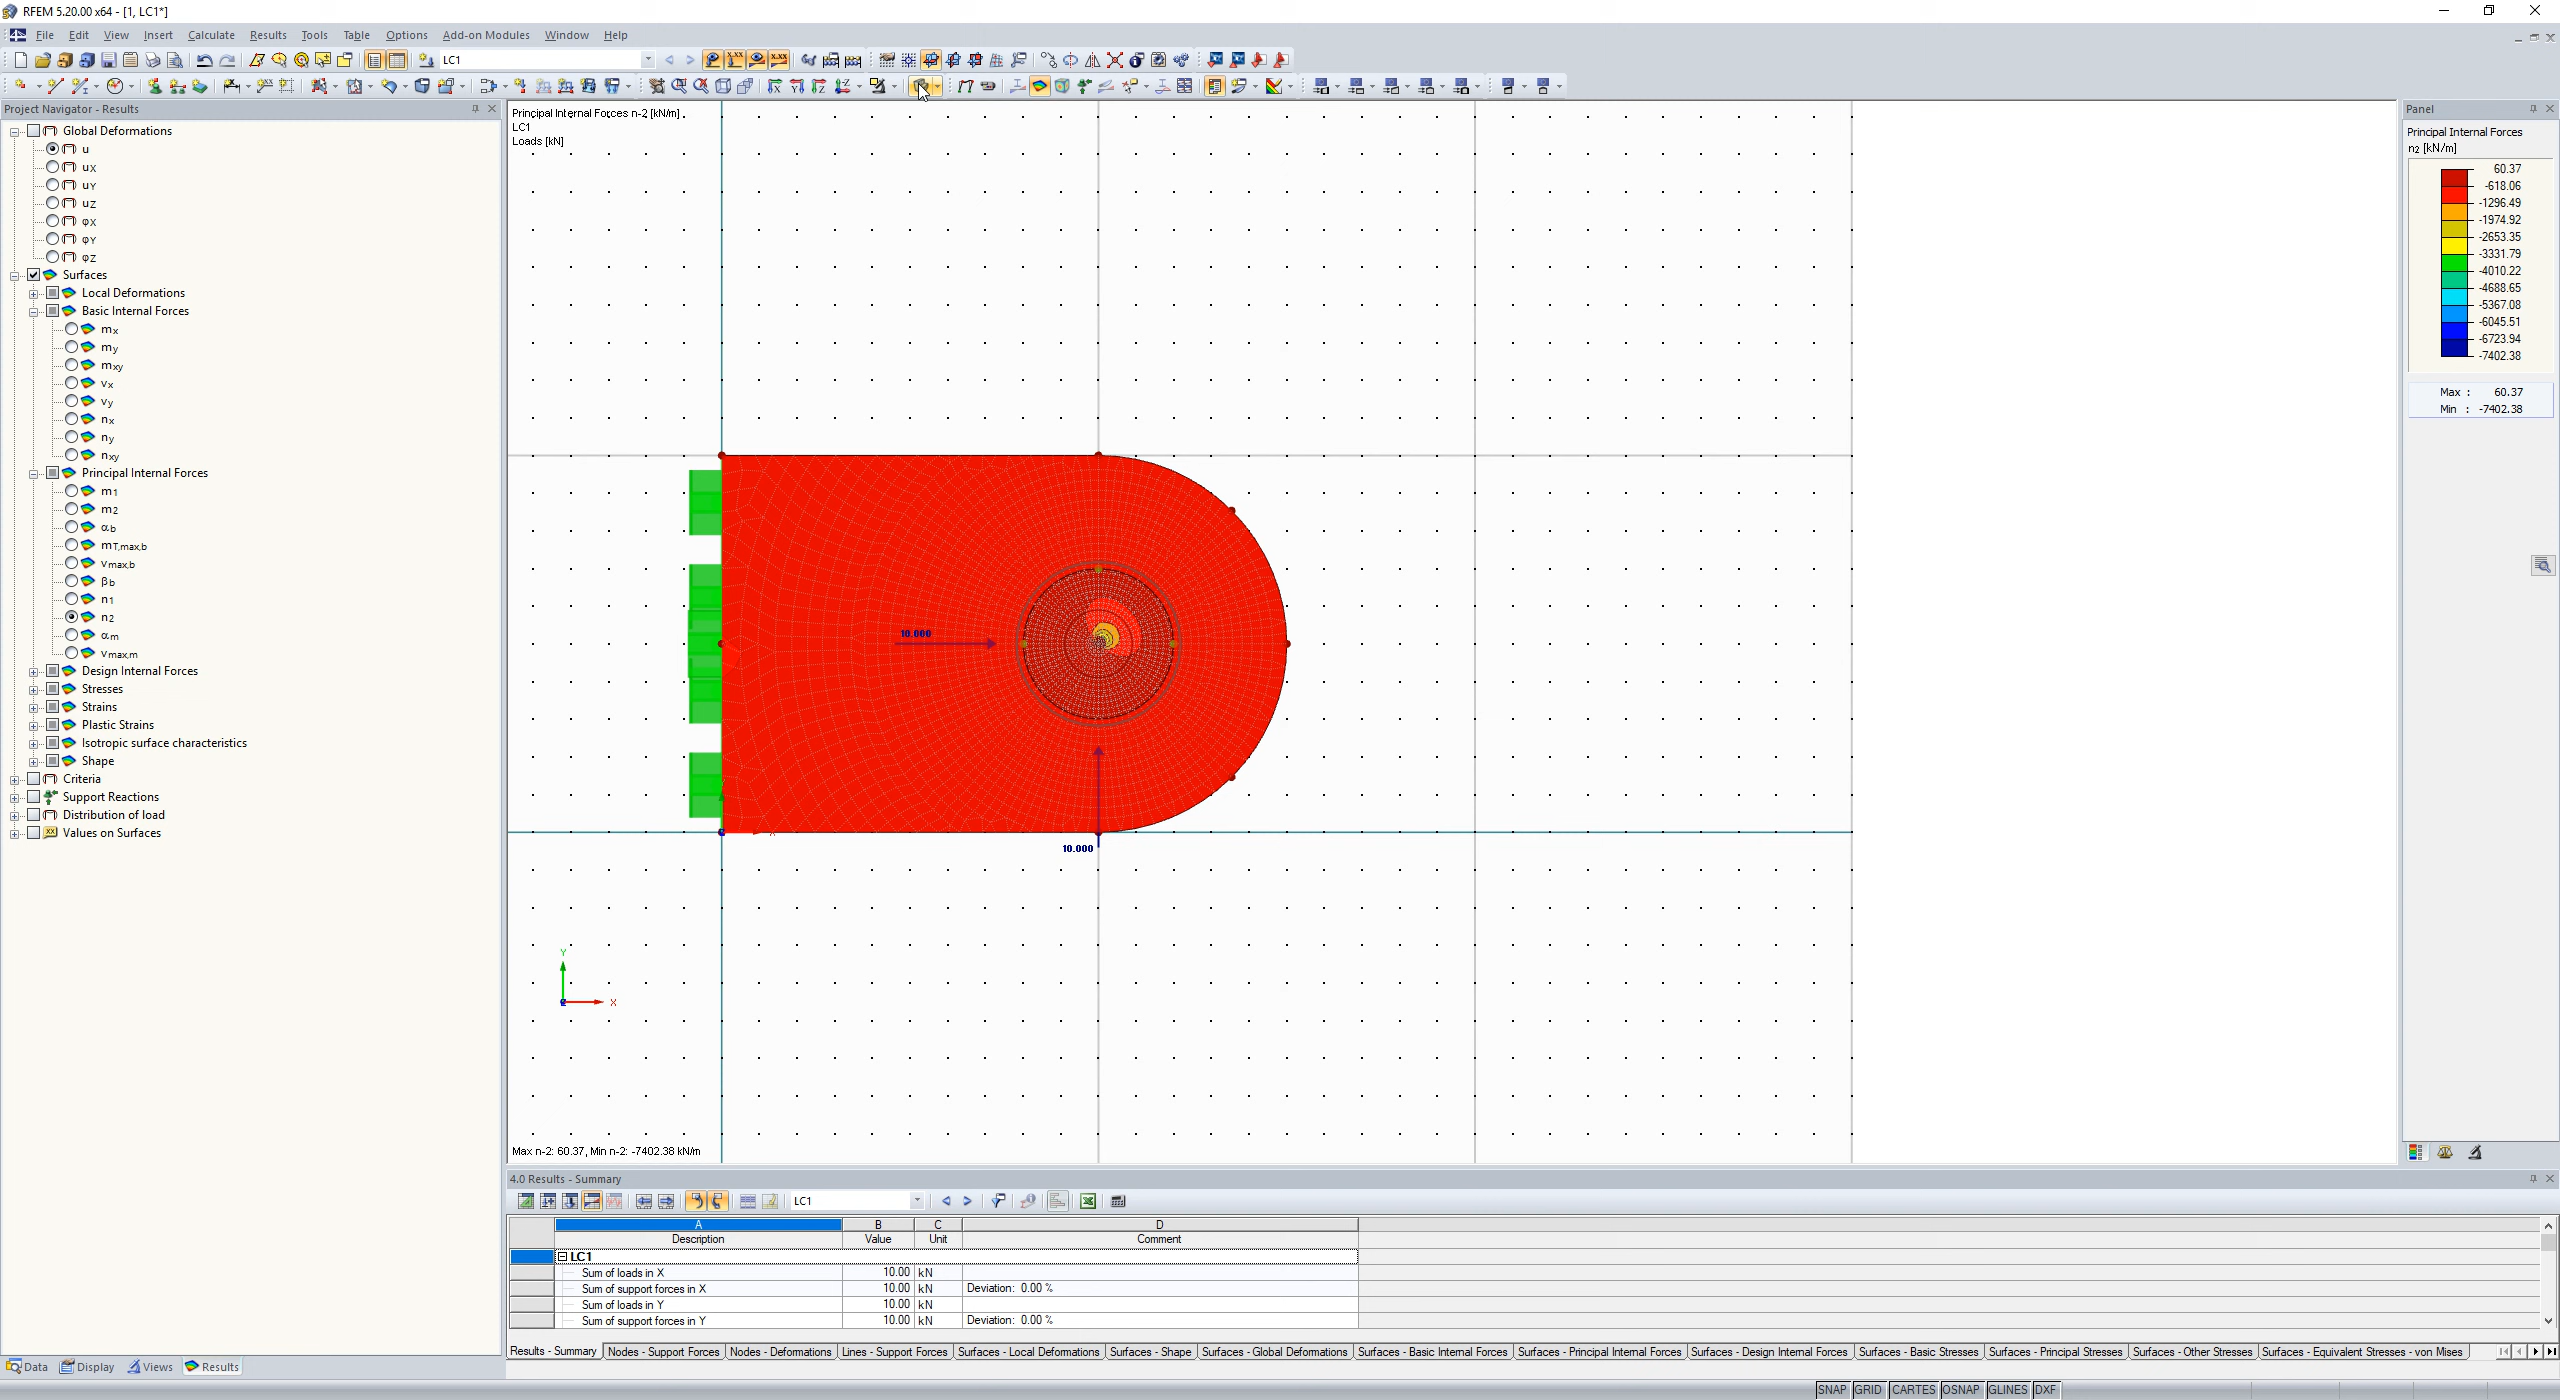 RFEM 5.20.00 x64 - [1, LC1*]
File Edit View Insert Calculate Results Tools Table Options Add-on Modules Window Help
LC1
Project Navigator - Results
Global Deformations
u
uX
uY
uZ
φX
φY
φZ
Surfaces
Local Deformations
Basic Internal Forces
mx
my
mxy
vx
vy
nx
ny
nxy
Principal Internal Forces
m1
m2
αb
mT,max,b
vmax,b
βb
n1
n2
αm
vmax,m
Design Internal Forces
Stresses
Strains
Plastic Strains
Isotropic surface characteristics
Shape
Criteria
Support Reactions
Distribution of load
Values on Surfaces
Data Display Views Results
Principal Internal Forces n-2 [kN/m]
LC1
Loads [kN]
10.000
10.000
X
Y
X
Max n-2: 60.37, Min n-2: -7402.38 kN/m
Panel
Principal Internal Forces
n2 [kN/m]
60.37
-618.06
-1296.49
-1974.92
-2653.35
-3331.79
-4010.22
-4688.65
-5367.08
-6045.51
-6723.94
-7402.38
Max : 60.37
Min : -7402.38
4.0 Results - Summary
LC1
A B C D
Description Value Unit Comment
LC1
Sum of loads in X 10.00 kN
Sum of support forces in X 10.00 kN Deviation: 0.00 %
Sum of loads in Y 10.00 kN
Sum of support forces in Y 10.00 kN Deviation: 0.00 %
Results - Summary Nodes - Support Forces Nodes - Deformations Lines - Support Forces Surfaces - Local Deformations Surfaces - Shape Surfaces - Global Deformations Surfaces - Basic Internal Forces Surfaces - Principal Internal Forces Surfaces - Design Internal Forces Surfaces - Basic Stresses Surfaces - Principal Stresses Surfaces - Other Stresses Surfaces - Equivalent Stresses - von Mises
SNAP GRID CARTES OSNAP GLINES DXF